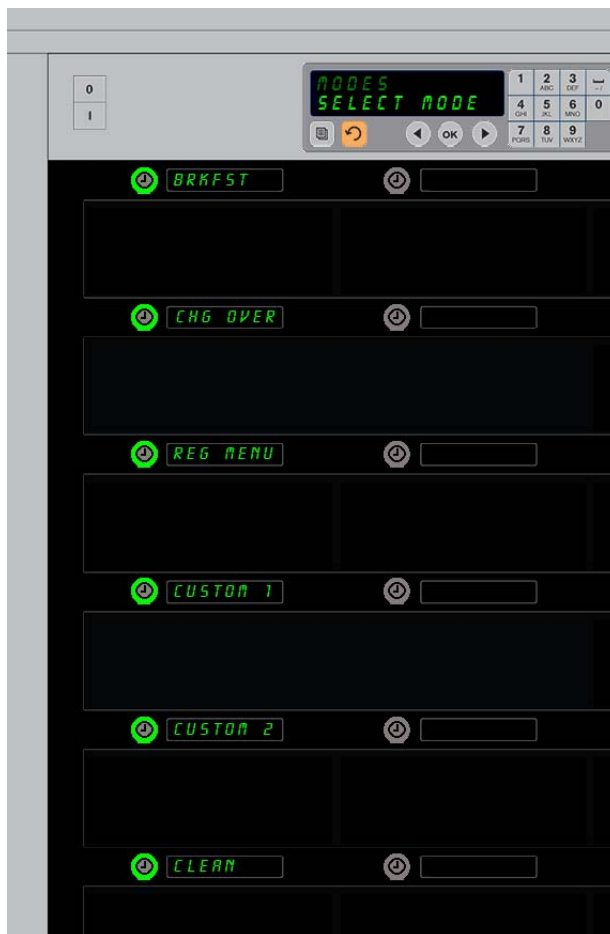 0
I
MODES
SELECT MODE
OK
1
2 ABC
3 DEF
-/
4 GHI
5 JKL
6 MNO
0
7 PQRS
8 TUV
9 WXYZ
BRKFST
CHG OVER
REG MENU
CUSTOM 1
CUSTOM 2
CLEAN